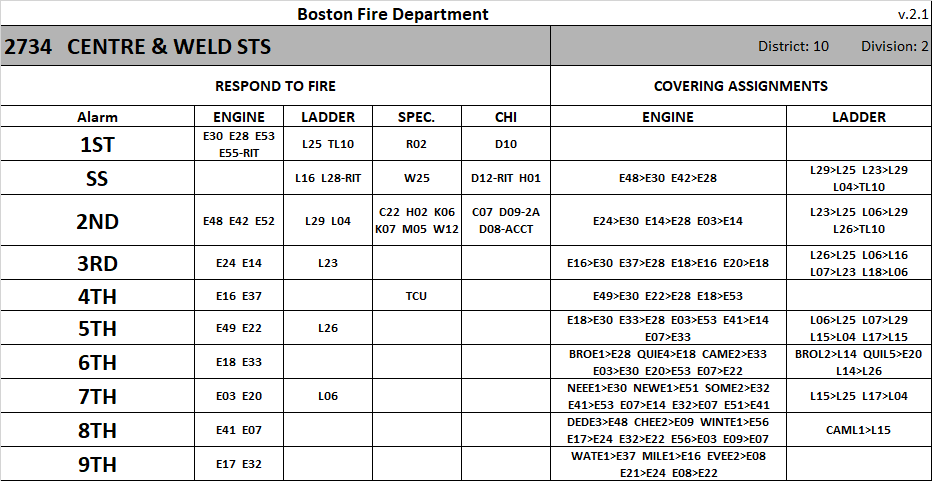 Boston Fire Department v.2.1
2734 CENTRE & WELD STS District: 10 Division: 2
RESPOND TO FIRE COVERING ASSIGNMENTS
Alarm ENGINE LADDER SPEC. CHI ENGINE LADDER
1ST E30 E28 E53 L25 TL10 R02 D10
E55-RIT
SS L16 L28-RIT W25 D12-RIT H01 E48>E30 E42>E28 L29>L25 L23>L29
L04>TL10
2ND E48 E42 E52 L29 L04 C22 H02 K06 C07 D09-2A E24>E30 E14>E28 E03>E14 L23>L25 L06>L29
K07 M05 W12 D08-ACCT L26>TL10
3RD E24 E14 L23 E16>E30 E37>E28 E18>E16 E20>E18 L26>L25 L06>L16
L07>L23 L18>L06
4TH E16 E37 TCU E49>E30 E22>E28 E18>E53
5TH E49 E22 L26 E18>E30 E33>E28 E03>E53 E41>E14 L06>L25 L07>L29
E07>E33 L15>L04 L17>L15
6TH E18 E33 BROE1>E28 QUIE4>E18 CAME2>E33 BROL2>L14 QUIL5>E20
E03>E30 E20>E53 E07>E22 L14>L26
7TH E03 E20 L06 NEEE1>E30 NEWE1>E51 SOME2>E32 L15>L25 L17>L04
E41>E53 E07>E14 E32>E07 E51>E41
8TH E41 E07 DEDE3>E48 CHEE2>E09 WINTE1>E56 CAML1>L15
E17>E24 E32>E22 E56>E03 E09>E07
9TH E17 E32 WATE1>E37 MILE1>E16 EVEE2>E08
E21>E24 E08>E22